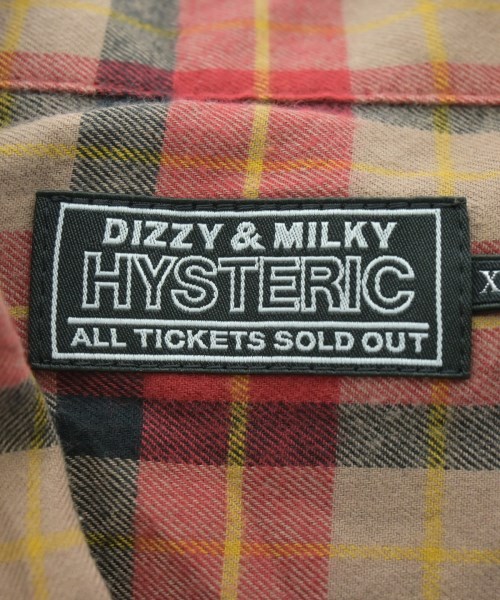 DIZZY & MILKY
HYSTERIC
ALL TICKETS SOLD OUT
X